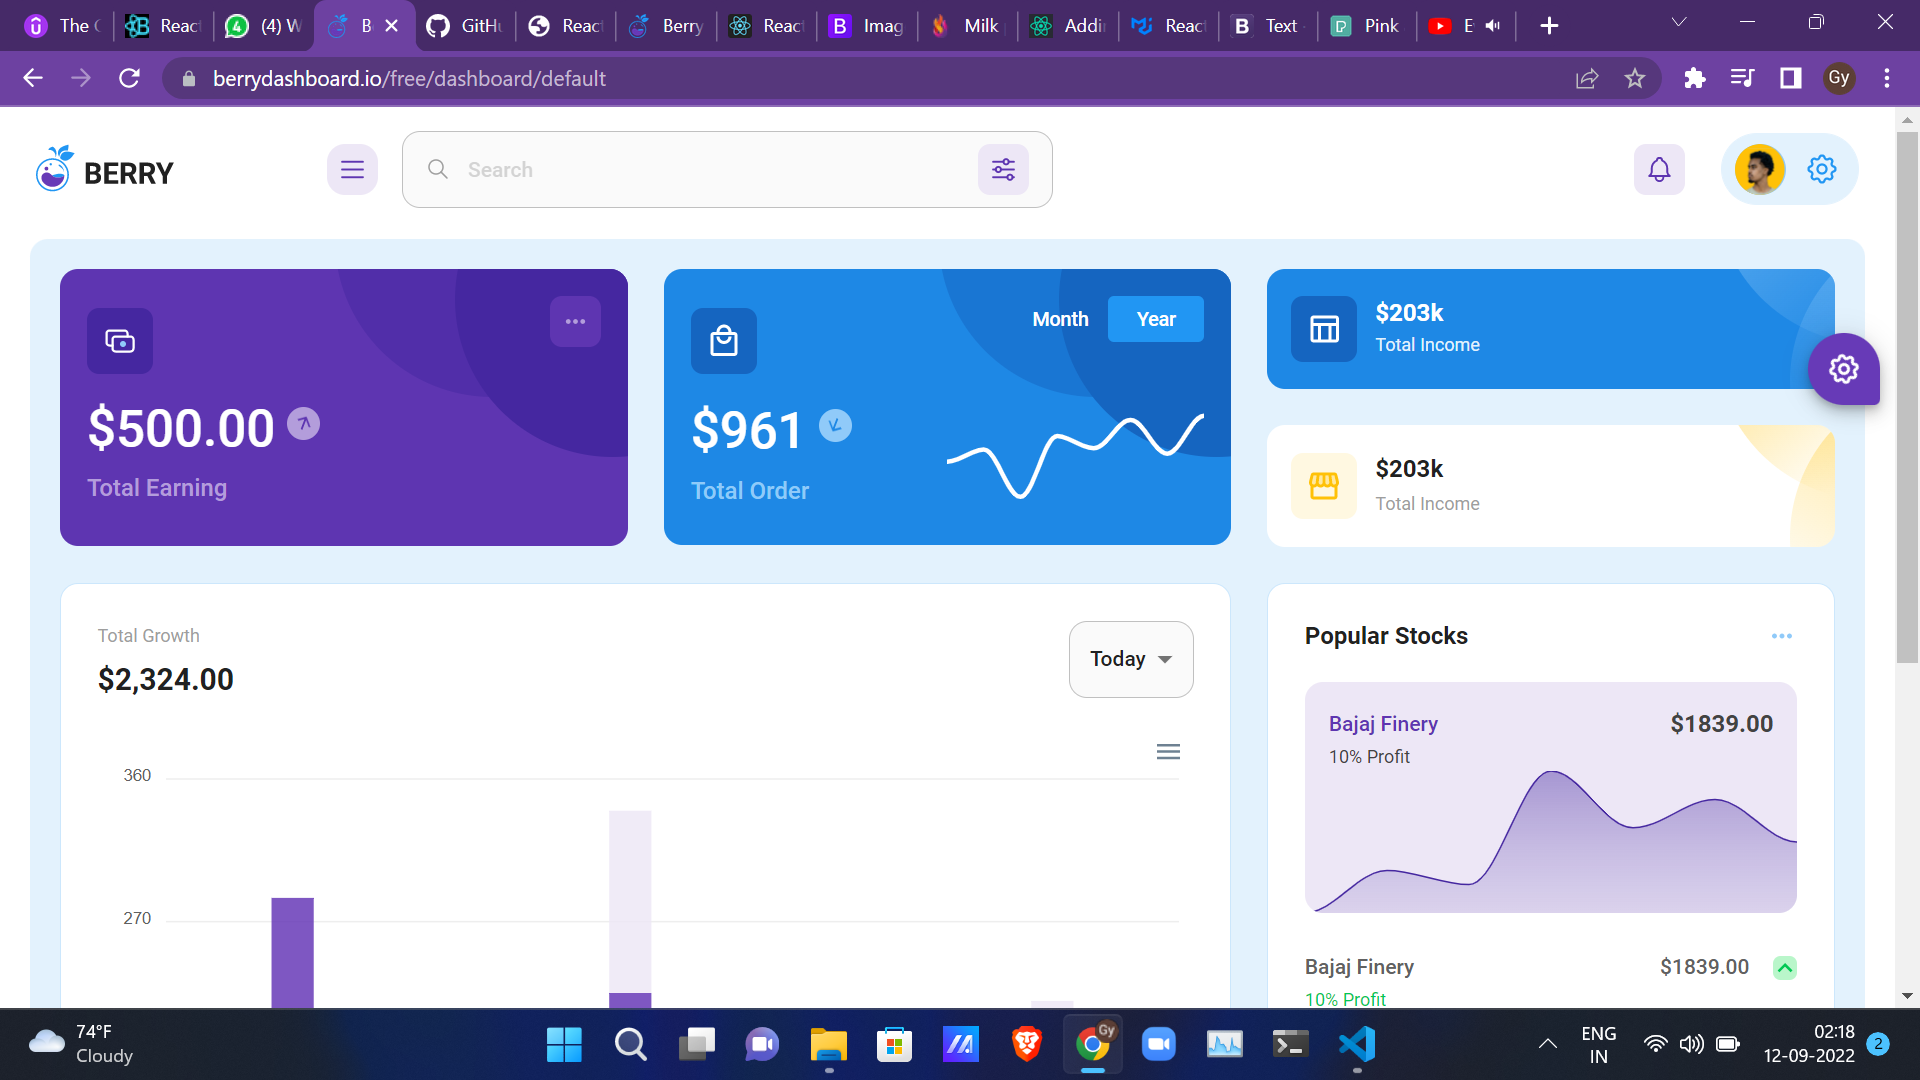 The
React
(4) W
B
GitHu
React
Berry
React
Imag
Milk
Addi
React
Text
Pink
E
berrydashboard.io/free/dashboard/default
Gy
BERRY
Search
$500.00
Total Earning
Month
Year
$961
Total Order
$203k
Total Income
$203k
Total Income
Total Growth
$2,324.00
Today
360
270
Popular Stocks
Bajaj Finery
$1839.00
10% Profit
Bajaj Finery
$1839.00
10% Profit
74°F
Cloudy
Gy
ENG
IN
02:18
12-09-2022
2